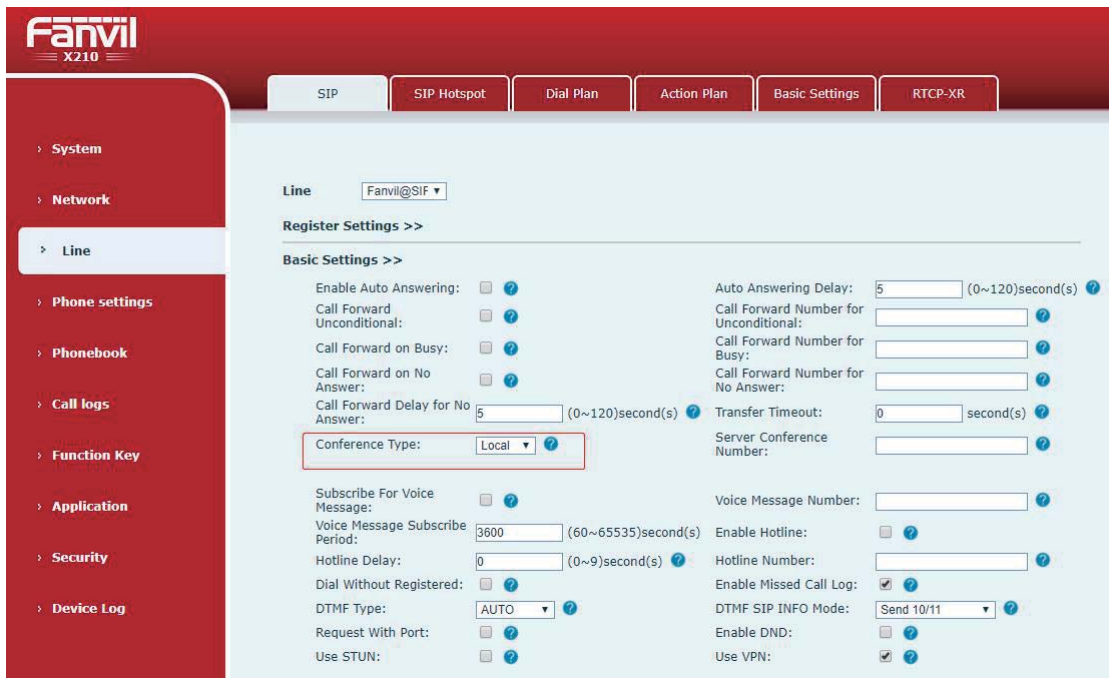 Fanvil
X210
SIP
SIP Hotspot
Dial Plan
Action Plan
Basic Settings
RTCP-XR
› System
› Network
› Line
› Phone settings
› Phonebook
› Call logs
› Function Key
› Application
› Security
› Device Log
Line Fanvil@SIF
Register Settings >>
Basic Settings >>
Enable Auto Answering: ?
Auto Answering Delay: 5 (0~120)second(s) ?
Call Forward
Unconditional: ?
Call Forward Number for
Unconditional: ?
Call Forward on Busy: ?
Call Forward Number for
Busy: ?
Call Forward on No
Answer: ?
Call Forward Number for
No Answer: ?
Call Forward Delay for No
Answer: 5 (0~120)second(s) ?
Transfer Timeout: 0 second(s) ?
Conference Type: Local ?
Server Conference
Number: ?
Subscribe For Voice
Message: ?
Voice Message Number: ?
Voice Message Subscribe
Period: 3600 (60~65535)second(s)
Enable Hotline: ?
Hotline Delay: 0 (0~9)second(s) ?
Hotline Number: ?
Dial Without Registered: ?
Enable Missed Call Log: ?
DTMF Type: AUTO ?
DTMF SIP INFO Mode: Send 10/11 ?
Request With Port: ?
Enable DND: ?
Use STUN: ?
Use VPN: ?